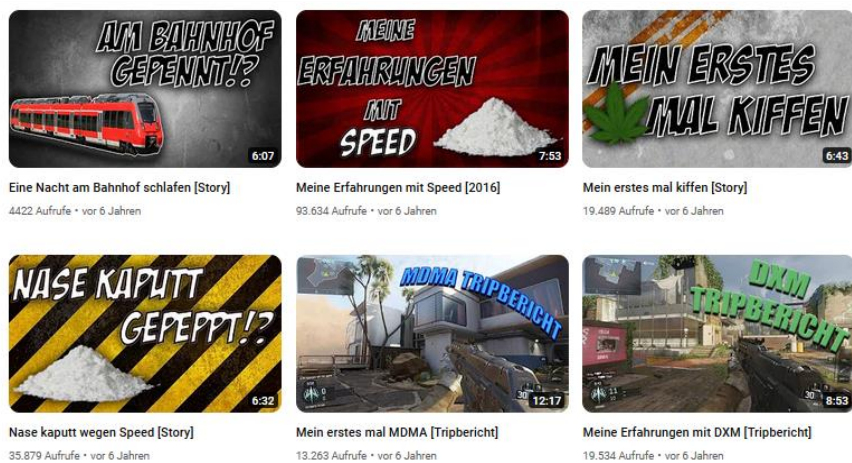 AM BAHNHOF
GEPENNT!?
6:07
Eine Nacht am Bahnhof schlafen [Story]
4422 Aufrufe • vor 6 Jahren
MEINE
ERFAHRUNGEN
MIT
SPEED
7:53
Meine Erfahrungen mit Speed [2016]
93.634 Aufrufe • vor 6 Jahren
MEIN ERSTES
MAL KIFFEN
6:43
Mein erstes mal kiffen [Story]
19.489 Aufrufe • vor 6 Jahren
NASE KAPUTT
GEPEPPT!?
6:32
Nase kaputt wegen Speed [Story]
35.879 Aufrufe • vor 6 Jahren
MDMA TRIPBERICHT
30
12:17
Mein erstes mal MDMA [Tripbericht]
13.263 Aufrufe • vor 6 Jahren
DXM
TRIPBERICHT
30
8:53
Meine Erfahrungen mit DXM [Tripbericht]
19.534 Aufrufe • vor 6 Jahren